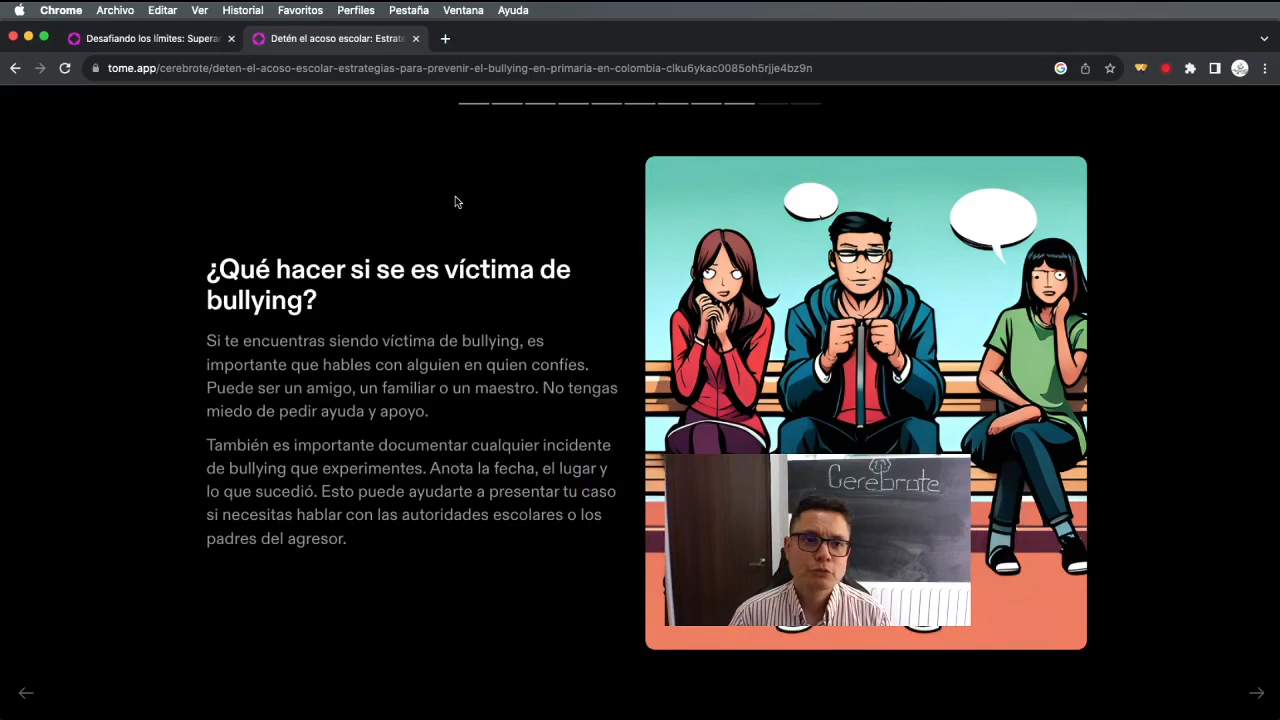 Chrome Archivo Editar Ver Historial Favoritos Perfiles Pestaña Ventana Ayuda
Desafiando los límites: Supera
Detén el acoso escolar: Estrate
tome.app/cerebrote/deten-el-acoso-escolar-estrategias-para-prevenir-el-bullying-en-primaria-en-colombia-clku6ykac0085oh5rjje4bz9n
¿Qué hacer si se es víctima de
bullying?
Si te encuentras siendo víctima de bullying, es
importante que hables con alguien en quien confíes.
Puede ser un amigo, un familiar o un maestro. No tengas
miedo de pedir ayuda y apoyo.
También es importante documentar cualquier incidente
de bullying que experimentes. Anota la fecha, el lugar y
lo que sucedió. Esto puede ayudarte a presentar tu caso
si necesitas hablar con las autoridades escolares o los
padres del agresor.
Cerebrote